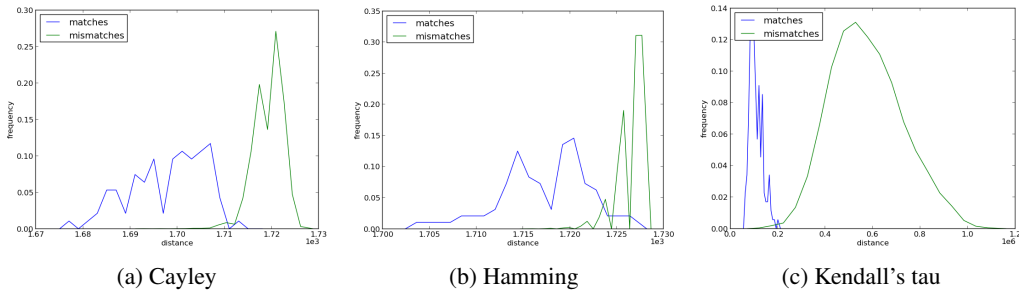 matches
mismatches
frequency
0.30
0.25
0.20
0.15
0.10
0.05
0.00
1.67 1.68 1.69 1.70 1.71 1.72 1.73
distance
1e3
(a) Cayley
matches
mismatches
frequency
0.35
0.30
0.25
0.20
0.15
0.10
0.05
0.00
1.700 1.705 1.710 1.715 1.720 1.725 1.730
distance
1e3
(b) Hamming
matches
mismatches
frequency
0.14
0.12
0.10
0.08
0.06
0.04
0.02
0.00
0.0 0.2 0.4 0.6 0.8 1.0 1.2
distance
1e6
(c) Kendall's tau